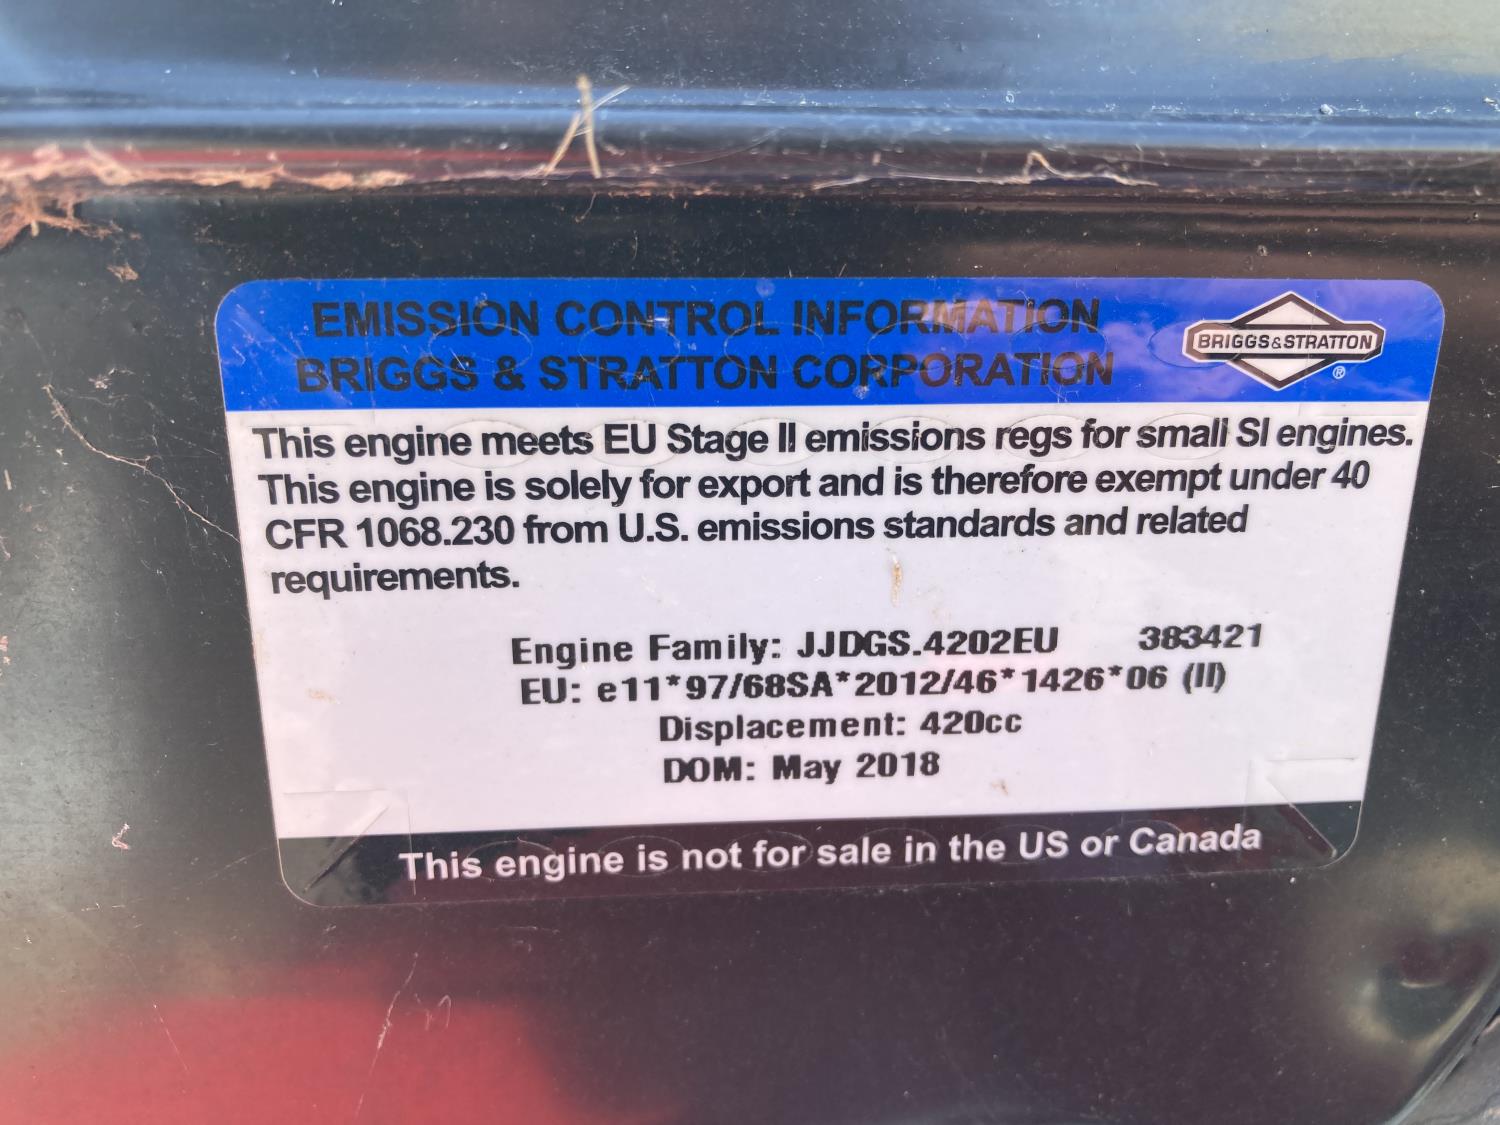 EMISSION CONTROL INFORMATION
BRIGGS & STRATTON CORPORATION
BRIGGS&STRATTON
®
This engine meets EU Stage II emissions regs for small SI engines.
This engine is solely for export and is therefore exempt under 40
CFR 1068.230 from U.S. emissions standards and related
requirements.
Engine Family: JJDGS.4202EU 383421
EU: e11*97/68SA*2012/46*1426*06 (II)
Displacement: 420cc
DOM: May 2018
This engine is not for sale in the US or Canada